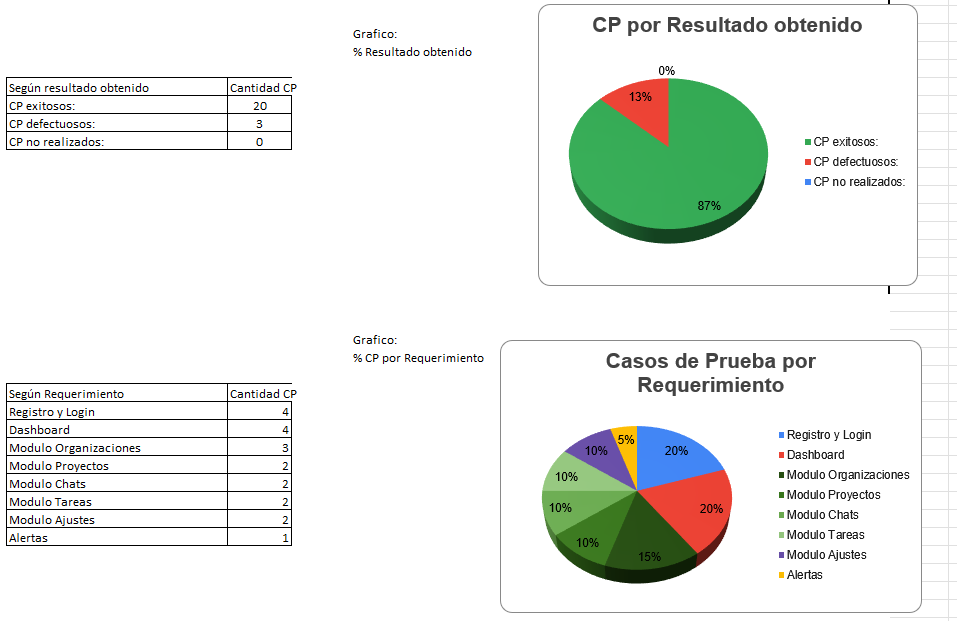 Grafico:
% Resultado obtenido
Según resultado obtenido Cantidad CP
CP exitosos: 20
CP defectuosos: 3
CP no realizados: 0
CP por Resultado obtenido
0%
13%
87%
CP exitosos:
CP defectuosos:
CP no realizados:
Grafico:
% CP por Requerimiento
Según Requerimiento Cantidad CP
Registro y Login 4
Dashboard 4
Modulo Organizaciones 3
Modulo Proyectos 2
Modulo Chats 2
Modulo Tareas 2
Modulo Ajustes 2
Alertas 1
Casos de Prueba por
Requerimiento
5%
10%
20%
10%
10%
20%
10%
15%
Registro y Login
Dashboard
Modulo Organizaciones
Modulo Proyectos
Modulo Chats
Modulo Tareas
Modulo Ajustes
Alertas